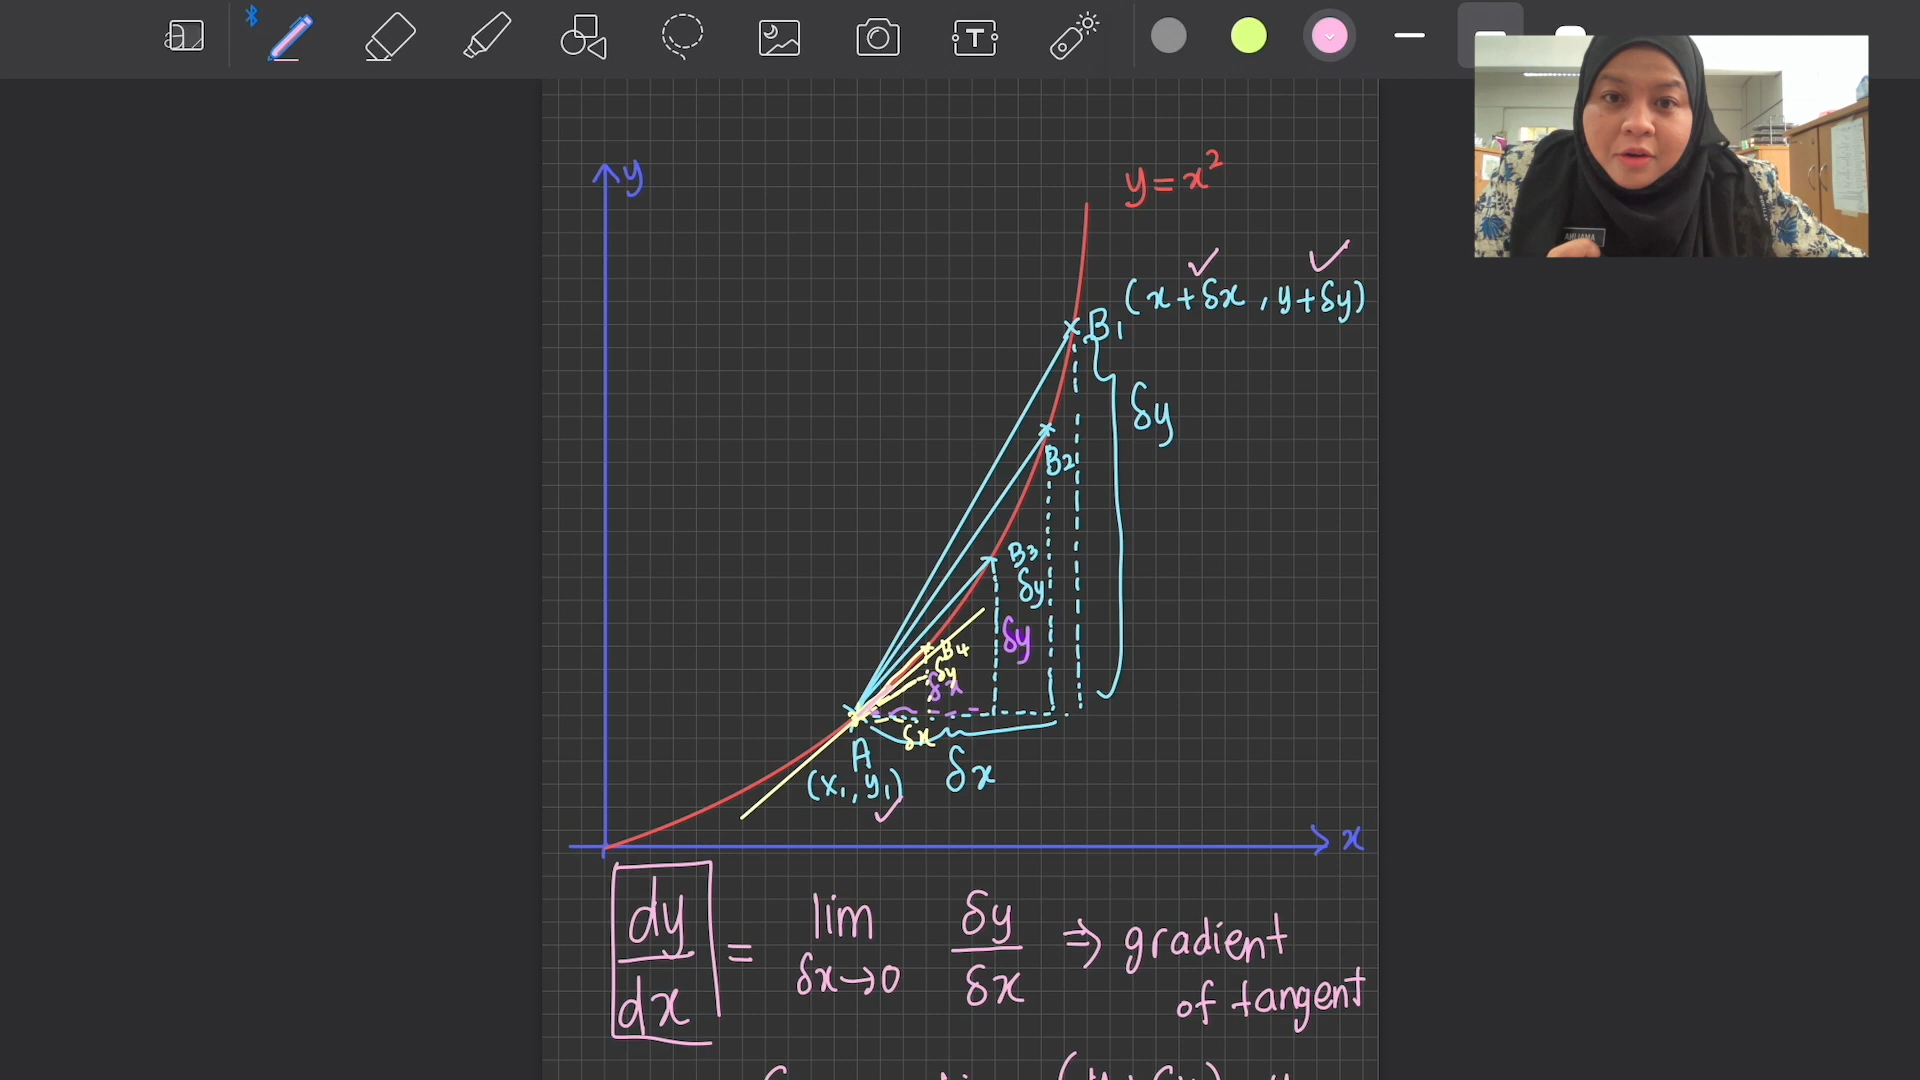 T
y
y = x²
(x + δx , y + δy)
B₁
δy
B₂
B₃
δy
δy
B₄
δy
δx
δx
A
δx
(x₁, y₁)
x
dy/dx = lim δx→0 δy/δx ⇒ gradient
of tangent